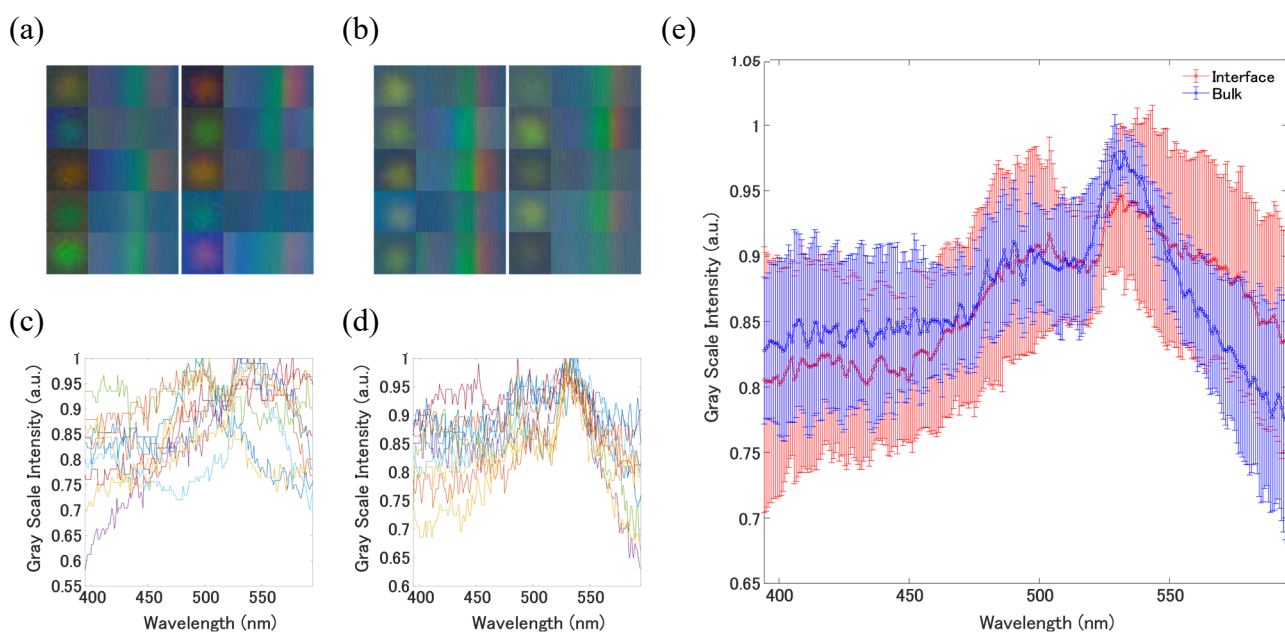 (a)
(b)
(c)
1
0.95
0.9
0.85
0.8
0.75
0.7
0.65
0.6
0.55
400 450 500 550
Gray Scale Intensity (a.u.)
Wavelength (nm)
(d)
1
0.95
0.9
0.85
0.8
0.75
0.7
0.65
0.6
400 450 500 550
Gray Scale Intensity (a.u.)
Wavelength (nm)
(e)
1.05
1
0.95
0.9
0.85
0.8
0.75
0.7
0.65
400 450 500 550
Gray Scale Intensity (a.u.)
Wavelength (nm)
Interface
Bulk